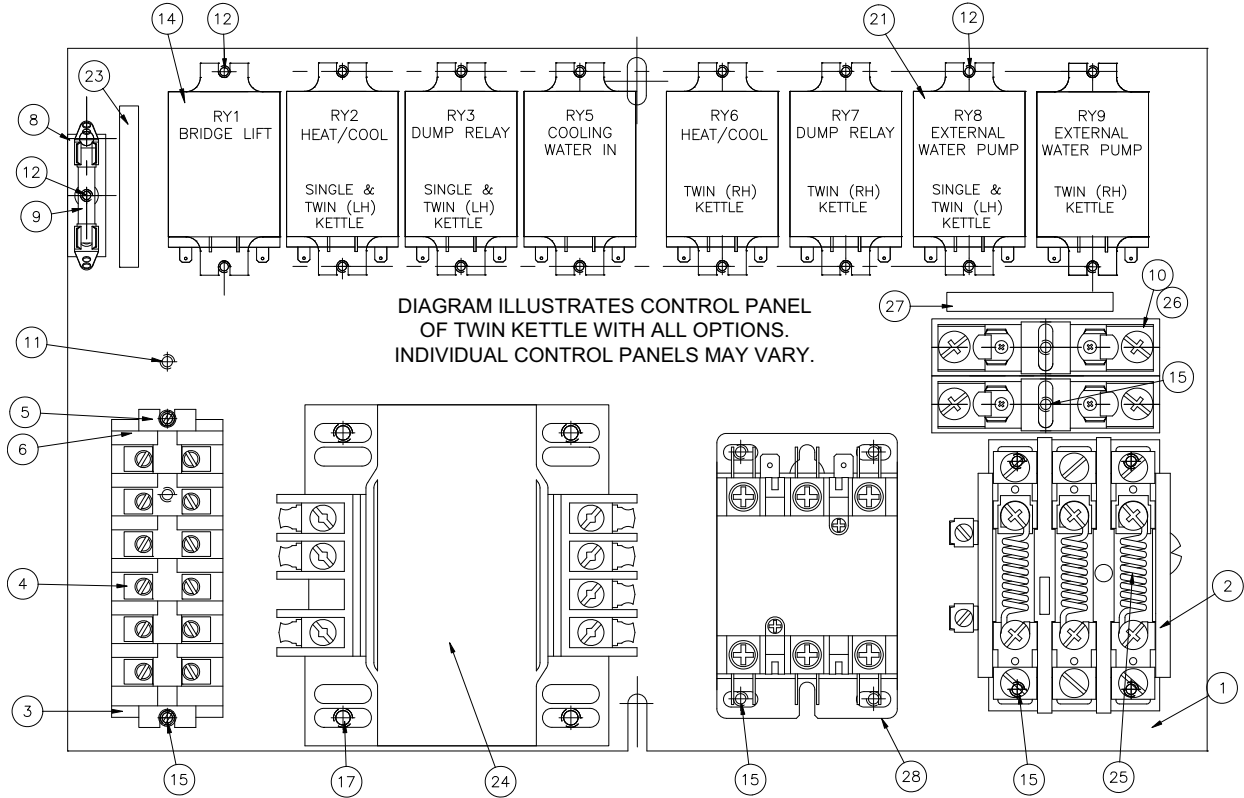 14
12
21
12
23
8
RY1
BRIDGE LIFT
RY2
HEAT/COOL
SINGLE &
TWIN (LH)
KETTLE
RY3
DUMP RELAY
SINGLE &
TWIN (LH)
KETTLE
RY5
COOLING
WATER IN
RY6
HEAT/COOL
TWIN (RH)
KETTLE
RY7
DUMP RELAY
TWIN (RH)
KETTLE
RY8
EXTERNAL
WATER PUMP
SINGLE &
TWIN (LH)
KETTLE
RY9
EXTERNAL
WATER PUMP
TWIN (RH)
KETTLE
12
9
10
27
26
DIAGRAM ILLUSTRATES CONTROL PANEL
OF TWIN KETTLE WITH ALL OPTIONS.
INDIVIDUAL CONTROL PANELS MAY VARY.
11
15
5
6
4
2
3
1
15
17
24
15
28
15
25